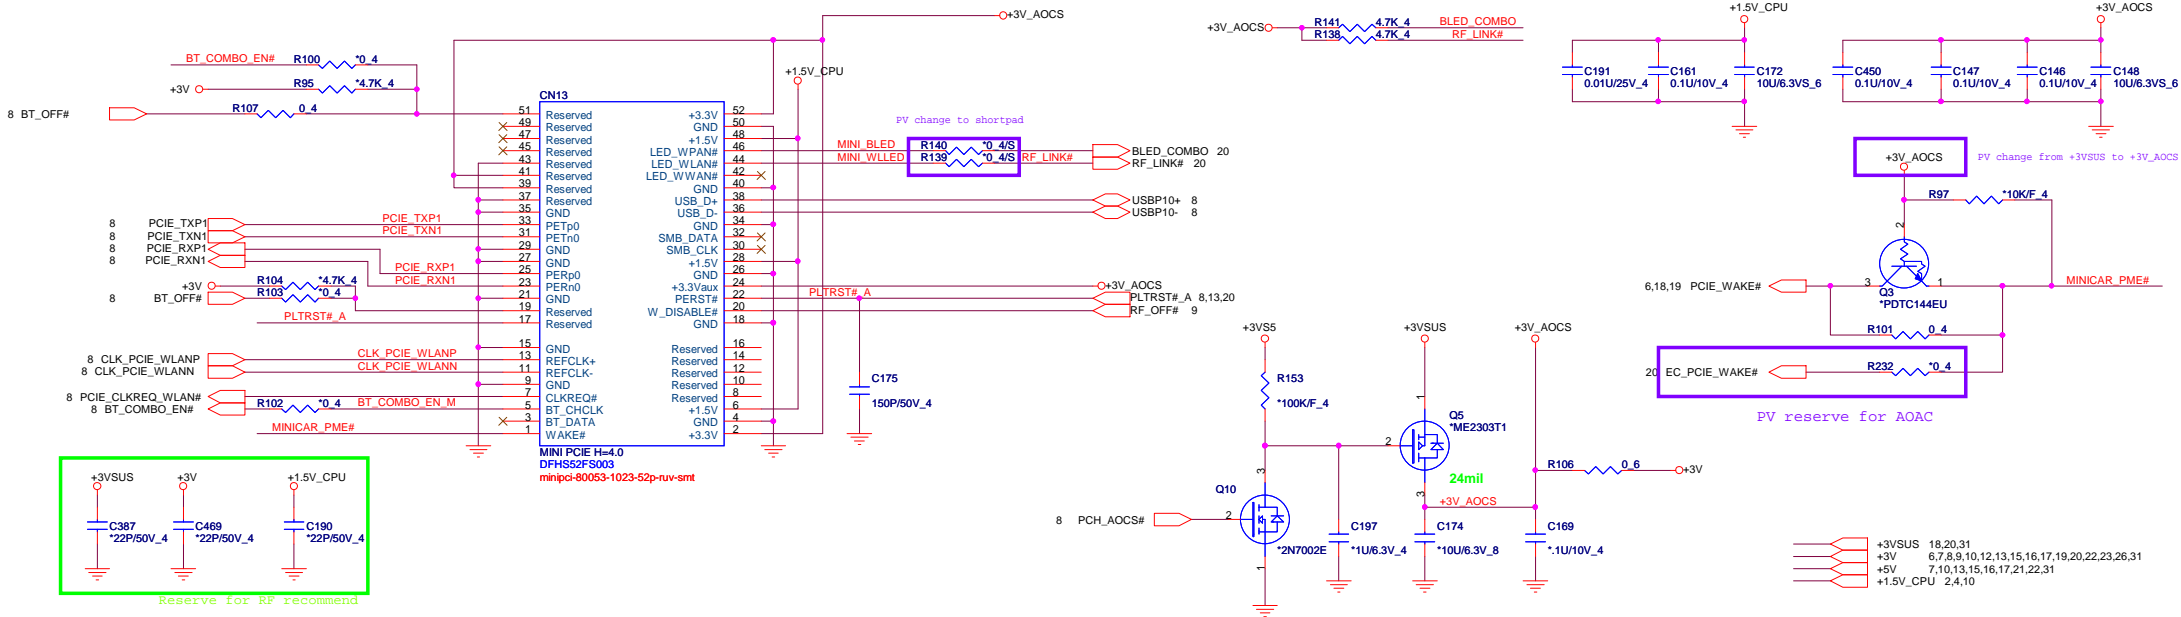 +3V_AOCS
BT_COMBO_EN# R100 *0_4
+3V R95 *4.7K_4
8 BT_OFF# R107 0_4
+1.5V_CPU
CN13
51 Reserved +3.3V 52
49 Reserved GND 50
47 Reserved +1.5V 48
45 Reserved LED_WPAN# 46
43 Reserved LED_WLAN# 44
41 Reserved LED_WWAN# 42
39 Reserved GND 40
37 Reserved USB_D+ 38
35 GND USB_D- 36
33 PETp0 GND 34
31 PETn0 SMB_DATA 32
29 GND SMB_CLK 30
27 GND +1.5V 28
25 PERp0 GND 26
23 PERn0 +3.3Vaux 24
21 GND PERST# 22
19 Reserved W_DISABLE# 20
17 Reserved GND 18
15 GND Reserved 16
13 REFCLK+ Reserved 14
11 REFCLK- Reserved 12
9 GND Reserved 10
7 CLKREQ# Reserved 8
5 BT_CHCLK +1.5V 6
3 BT_DATA GND 4
1 WAKE# +3.3V 2
MINI PCIE H=4.0
DFHS52FS003
minipci-80053-1023-52p-ruv-smt
8 PCIE_TXP1 PCIE_TXP1
8 PCIE_TXN1 PCIE_TXN1
8 PCIE_RXP1 PCIE_RXP1
8 PCIE_RXN1 PCIE_RXN1
+3V R104 *4.7K_4
8 BT_OFF# R103 *0_4
PLTRST#_A
8 CLK_PCIE_WLANP CLK_PCIE_WLANP
8 CLK_PCIE_WLANN CLK_PCIE_WLANN
8 PCIE_CLKREQ_WLAN#
8 BT_COMBO_EN# R102 *0_4 BT_COMBO_EN_M
MINICAR_PME#
PV change to shortpad
MINI_BLED R140 *0_4/S BLED_COMBO 20
MINI_WLLED R139 *0_4/S RF_LINK# RF_LINK# 20
USBP10+ 8
USBP10- 8
+3V_AOCS
PLTRST#_A PLTRST#_A 8,13,20
RF_OFF# 9
C175
150P/50V_4
+3VSUS +3V +1.5V_CPU
C387 *22P/50V_4
C469 *22P/50V_4
C190 *22P/50V_4
Reserve for RF recommend
+3V_AOCS R141 4.7K_4 BLED_COMBO
R138 4.7K_4 RF_LINK#
+1.5V_CPU
C191 0.01U/25V_4
C161 0.1U/10V_4
C172 10U/6.3VS_6
+3V_AOCS
C450 0.1U/10V_4
C147 0.1U/10V_4
C146 0.1U/10V_4
C148 10U/6.3VS_6
+3V_AOCS
PV change from +3VSUS to +3V_AOCS
R97 *10K/F_4
2
6,18,19 PCIE_WAKE# 3 1 MINICAR_PME#
Q3
*PDTC144EU
R101 0_4
20 EC_PCIE_WAKE# R232 *0_4
PV reserve for AOAC
+3VS5 +3VSUS +3V_AOCS
R153
*100K/F_4
1
2
3
Q5
*ME2303T1
24mil
+3V_AOCS
R106 0_6 +3V
8 PCH_AOCS#
Q10
3
2
1
*2N7002E
C197 *1U/6.3V_4
C174 *10U/6.3V_8
C169 *.1U/10V_4
+3VSUS 18,20,31
+3V 6,7,8,9,10,12,13,15,16,17,19,20,22,23,26,31
+5V 7,10,13,15,16,17,21,22,31
+1.5V_CPU 2,4,10